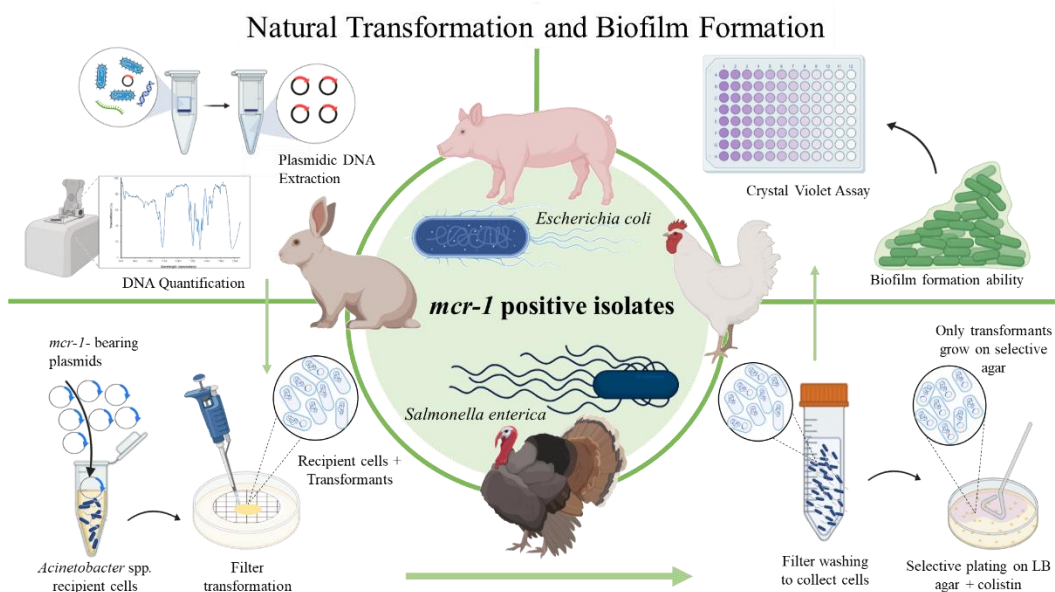 Natural Transformation and Biofilm Formation
Plasmidic DNA
Extraction
DNA Quantification
Escherichia coli
mcr-1 positive isolates
Salmonella enterica
Crystal Violet Assay
Biofilm formation ability
mcr-1- bearing
plasmids
Acinetobacter spp.
recipient cells
Filter
transformation
Recipient cells +
Transformants
Filter washing
to collect cells
Only transformants
grow on selective
agar
Selective plating on LB
agar + colistin